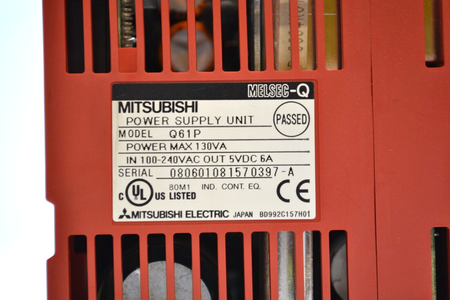 MELSEC-Q
MITSUBISHI
POWER SUPPLY UNIT
PASSED
MODEL Q61P
POWER MAX 130VA
IN 100-240VAC OUT 5VDC 6A
SERIAL 080601081570397-A
C UL US LISTED CE
80M1 IND. CONT. EQ.
MITSUBISHI ELECTRIC JAPAN BD992C157H01